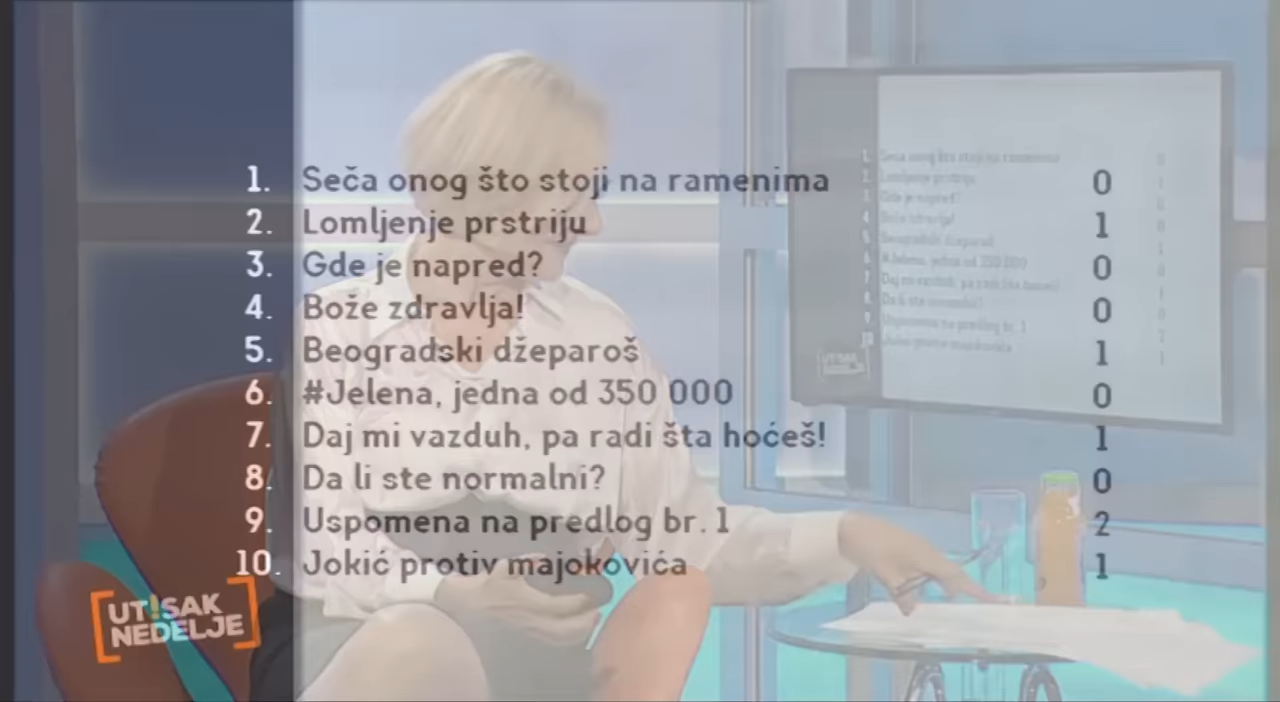 1. Seča onog što stoji na ramenima 0
2. Lomljenje prstriju 1
3. Gde je napred? 0
4. Bože zdravlja! 0
5. Beogradski džeparoš 1
6. #Jelena, jedna od 350 000 0
7. Daj mi vazduh, pa radi šta hoćeš! 1
8. Da li ste normalni? 0
9. Uspomena na predlog br. 1 2
10. Jokić protiv majokovića 1
UT!SAK
NEDELJE